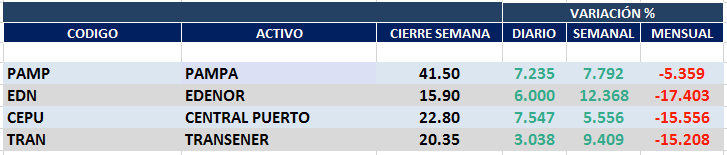 VARIACIÓN %
CODIGO ACTIVO CIERRE SEMANA DIARIO SEMANAL MENSUAL
PAMP PAMPA 41.50 7.235 7.792 -5.359
EDN EDENOR 15.90 6.000 12.368 -17.403
CEPU CENTRAL PUERTO 22.80 7.547 5.556 -15.556
TRAN TRANSENER 20.35 3.038 9.409 -15.208